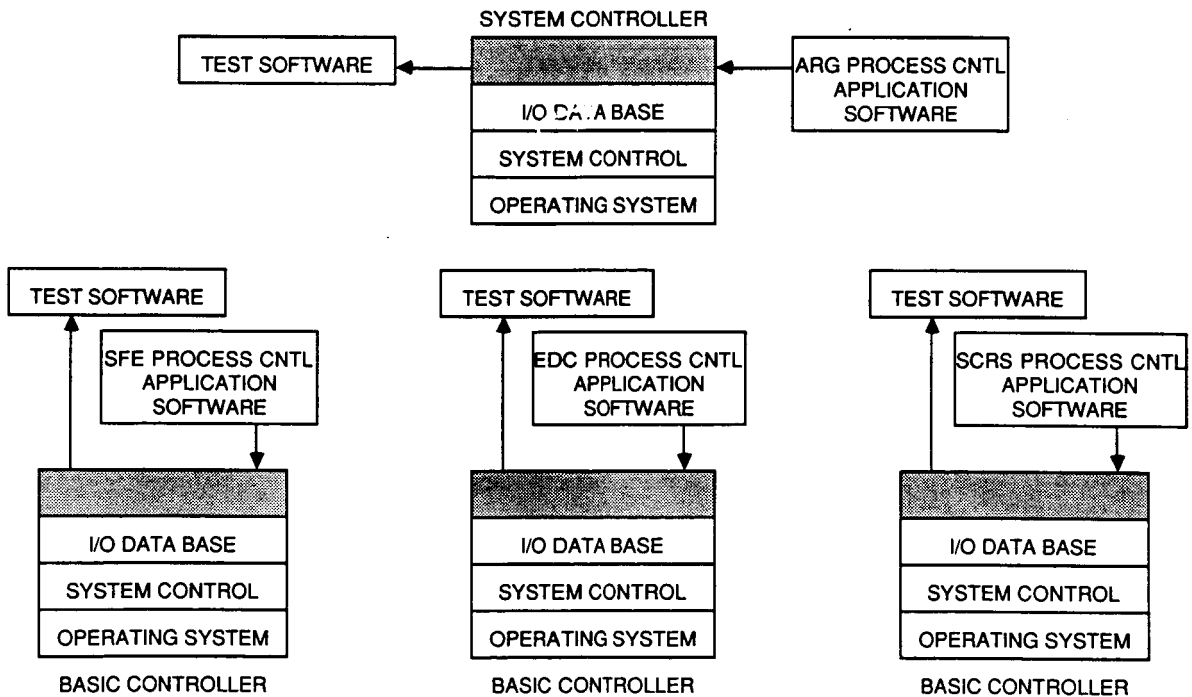 SYSTEM CONTROLLER
TEST SOFTWARE
ARG PROCESS CNTL
APPLICATION
SOFTWARE
I/O DATA BASE
SYSTEM CONTROL
OPERATING SYSTEM
TEST SOFTWARE
SFE PROCESS CNTL
APPLICATION
SOFTWARE
I/O DATA BASE
SYSTEM CONTROL
OPERATING SYSTEM
BASIC CONTROLLER
TEST SOFTWARE
EDC PROCESS CNTL
APPLICATION
SOFTWARE
I/O DATA BASE
SYSTEM CONTROL
OPERATING SYSTEM
BASIC CONTROLLER
TEST SOFTWARE
SCRS PROCESS CNTL
APPLICATION
SOFTWARE
I/O DATA BASE
SYSTEM CONTROL
OPERATING SYSTEM
BASIC CONTROLLER